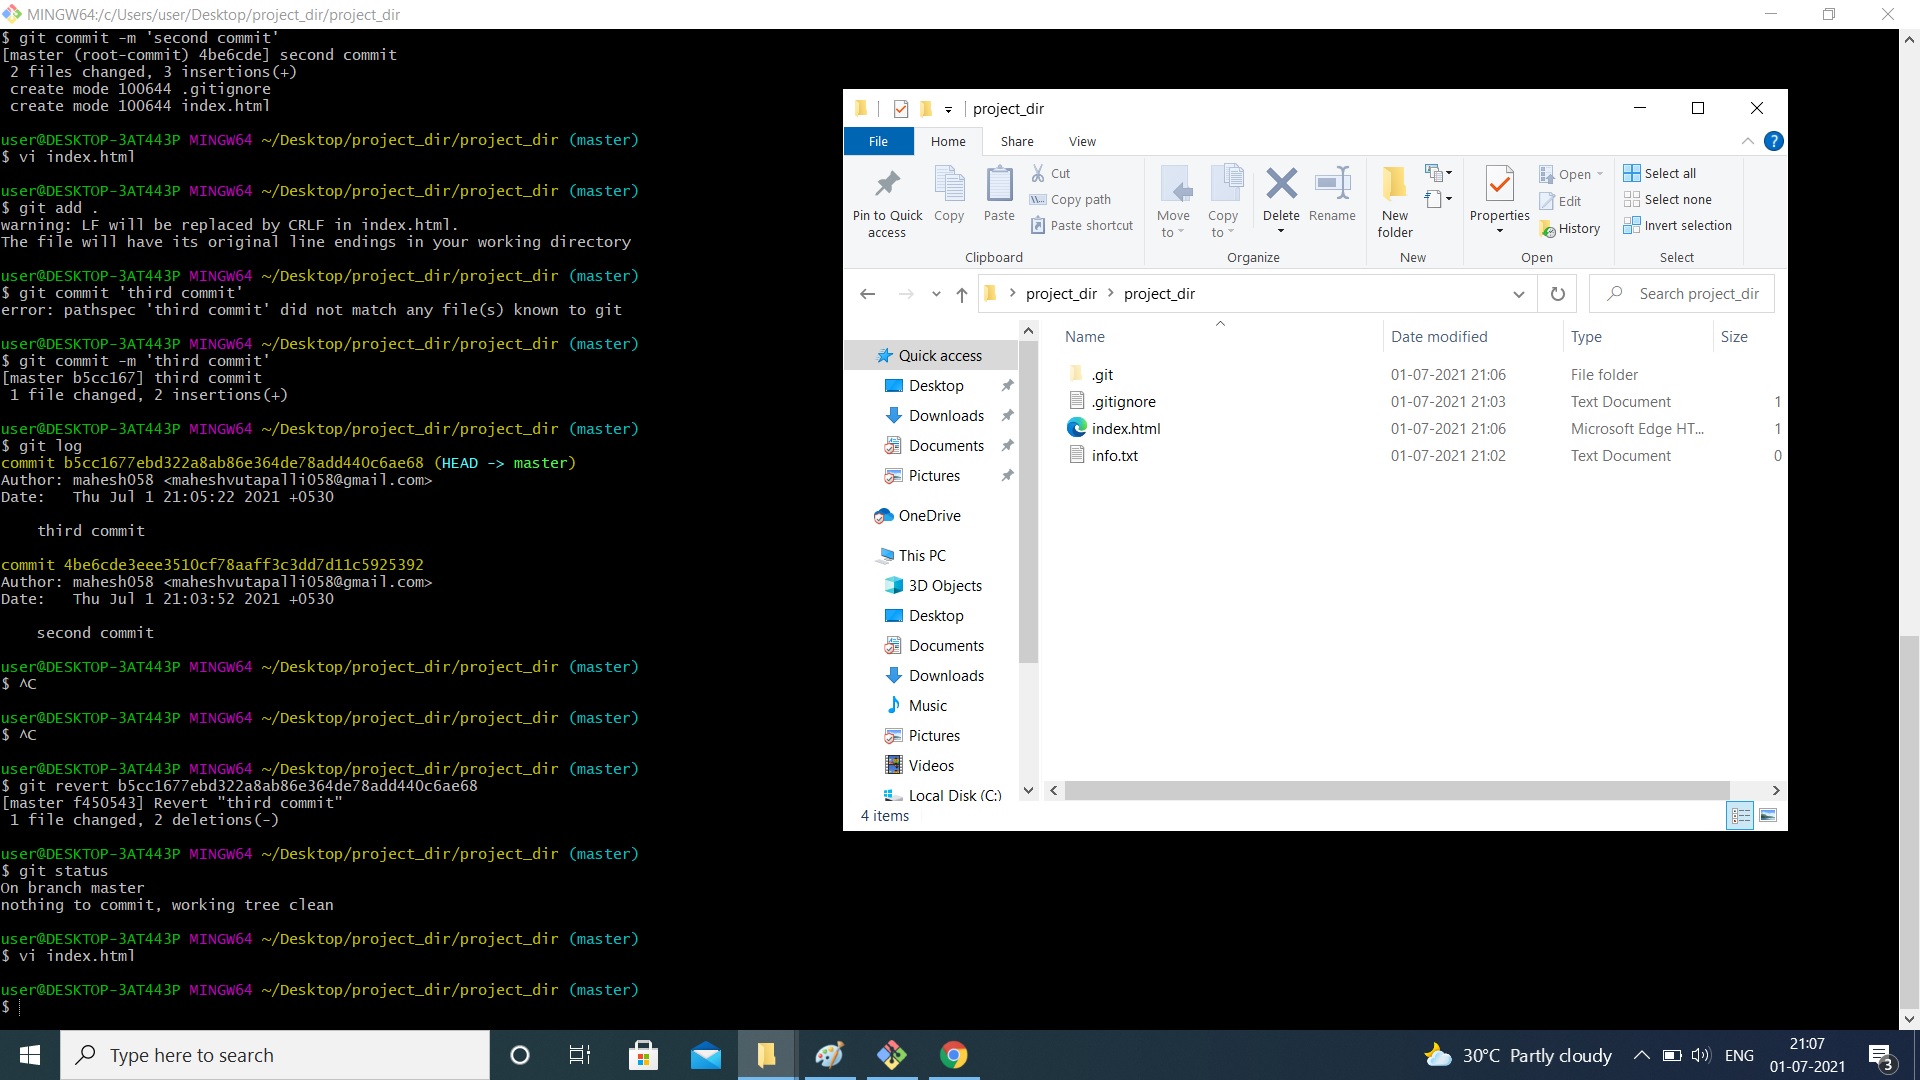 MINGW64:/c/Users/user/Desktop/project_dir/project_dir
$ git commit -m 'second commit'
[master (root-commit) 4be6cde] second commit
 2 files changed, 3 insertions(+)
 create mode 100644 .gitignore
 create mode 100644 index.html
user@DESKTOP-3AT443P MINGW64 ~/Desktop/project_dir/project_dir (master)
$ vi index.html
user@DESKTOP-3AT443P MINGW64 ~/Desktop/project_dir/project_dir (master)
$ git add .
warning: LF will be replaced by CRLF in index.html.
The file will have its original line endings in your working directory
user@DESKTOP-3AT443P MINGW64 ~/Desktop/project_dir/project_dir (master)
$ git commit 'third commit'
error: pathspec 'third commit' did not match any file(s) known to git
user@DESKTOP-3AT443P MINGW64 ~/Desktop/project_dir/project_dir (master)
$ git commit -m 'third commit'
[master b5cc167] third commit
 1 file changed, 2 insertions(+)
user@DESKTOP-3AT443P MINGW64 ~/Desktop/project_dir/project_dir (master)
$ git log
commit b5cc1677ebd322a8ab86e364de78add440c6ae68 (HEAD -> master)
Author: mahesh058 <maheshvutapalli058@gmail.com>
Date:   Thu Jul 1 21:05:22 2021 +0530
    third commit
commit 4be6cde3eee3510cf78aaff3c3dd7d11c5925392
Author: mahesh058 <maheshvutapalli058@gmail.com>
Date:   Thu Jul 1 21:03:52 2021 +0530
    second commit
user@DESKTOP-3AT443P MINGW64 ~/Desktop/project_dir/project_dir (master)
$ ^C
user@DESKTOP-3AT443P MINGW64 ~/Desktop/project_dir/project_dir (master)
$ ^C
user@DESKTOP-3AT443P MINGW64 ~/Desktop/project_dir/project_dir (master)
$ git revert b5cc1677ebd322a8ab86e364de78add440c6ae68
[master f450543] Revert "third commit"
 1 file changed, 2 deletions(-)
user@DESKTOP-3AT443P MINGW64 ~/Desktop/project_dir/project_dir (master)
$ git status
On branch master
nothing to commit, working tree clean
user@DESKTOP-3AT443P MINGW64 ~/Desktop/project_dir/project_dir (master)
$ vi index.html
user@DESKTOP-3AT443P MINGW64 ~/Desktop/project_dir/project_dir (master)
$
project_dir
File Home Share View
Pin to Quick access
Copy
Paste
Cut
Copy path
Paste shortcut
Clipboard
Move to
Copy to
Delete
Rename
Organize
New folder
New
Properties
Open
Edit
History
Open
Select all
Select none
Invert selection
Select
project_dir > project_dir
Search project_dir
Quick access
Desktop
Downloads
Documents
Pictures
OneDrive
This PC
3D Objects
Desktop
Documents
Downloads
Music
Pictures
Videos
Local Disk (C:)
Name Date modified Type Size
.git 01-07-2021 21:06 File folder
.gitignore 01-07-2021 21:03 Text Document 1
index.html 01-07-2021 21:06 Microsoft Edge HT... 1
info.txt 01-07-2021 21:02 Text Document 0
4 items
Type here to search
30°C Partly cloudy
ENG
21:07
01-07-2021
3